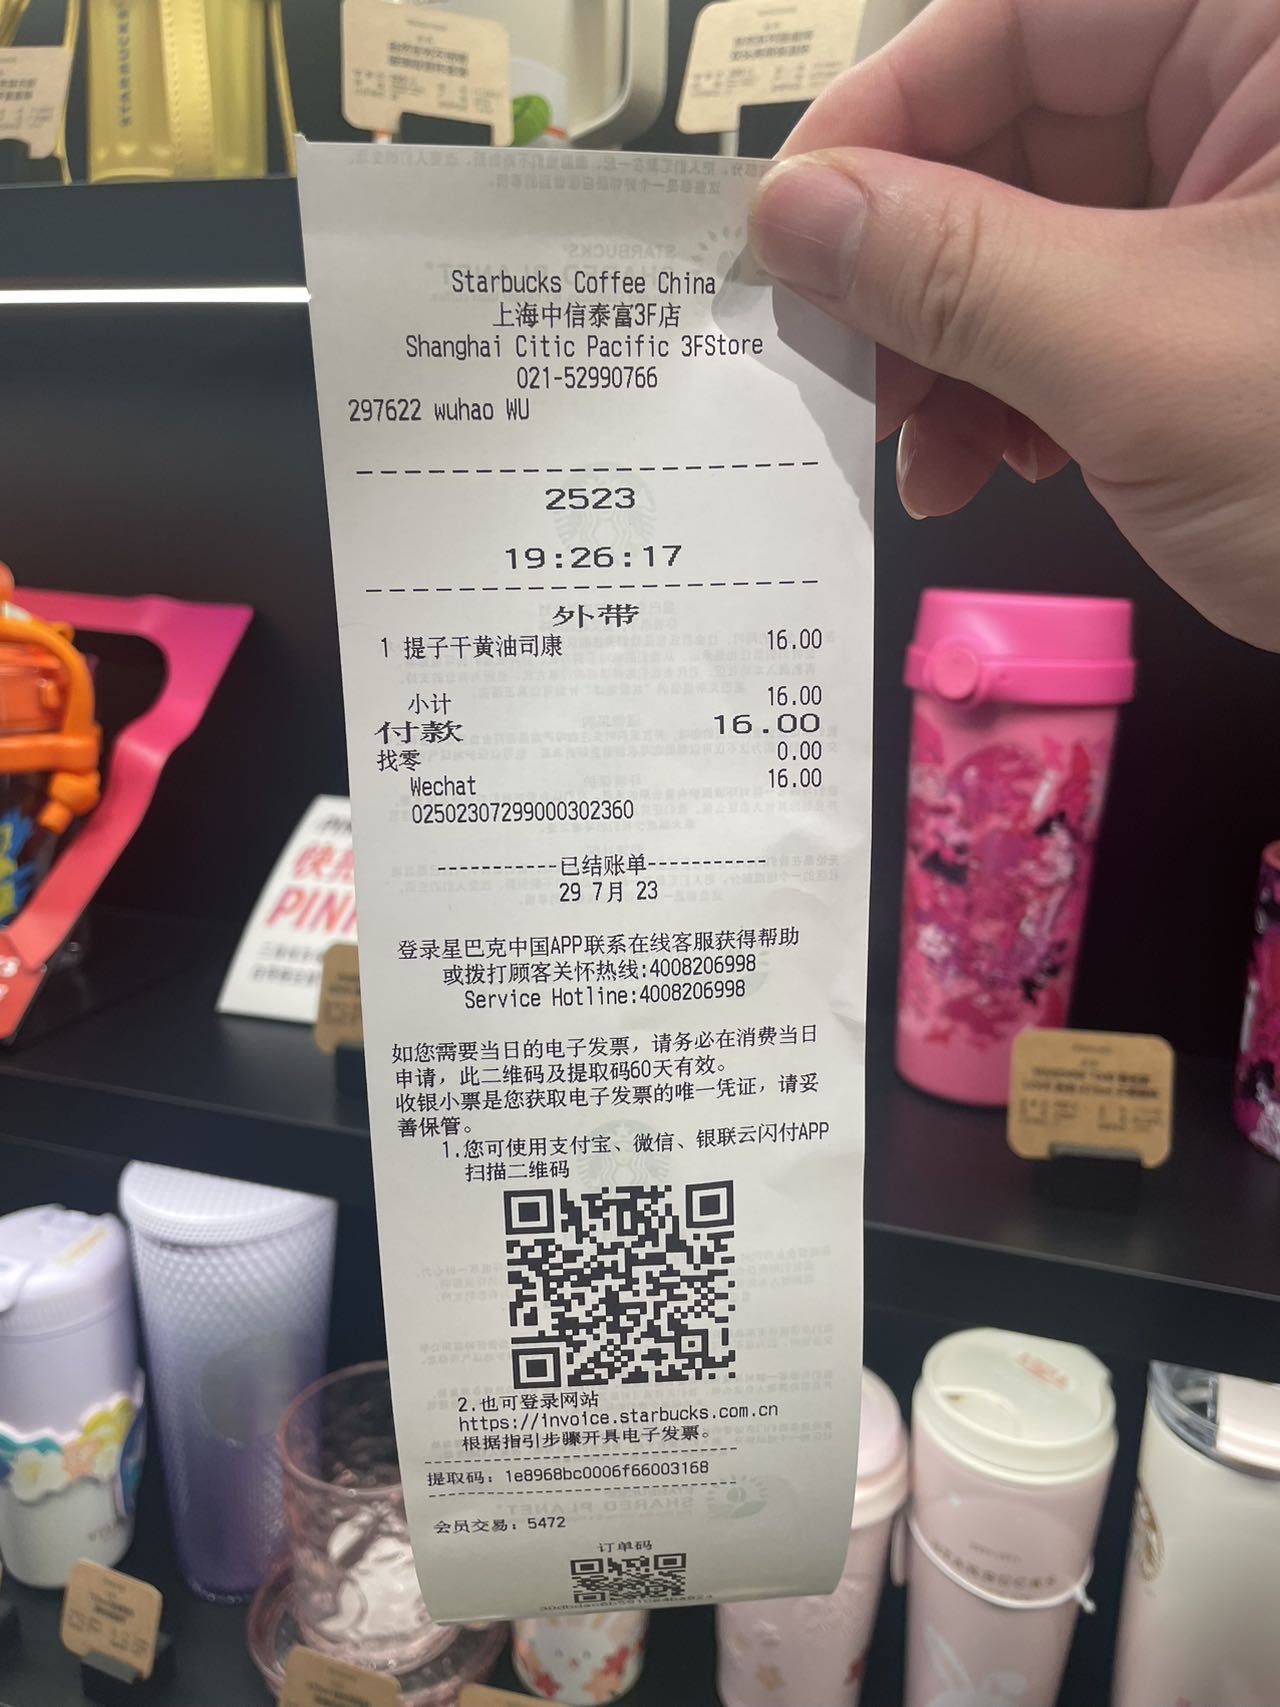 STARBUCKS
Starbucks Coffee China
上海中信泰富3F店
Shanghai Citic Pacific 3FStore
021-52990766
297622 wuhao WU
2523
19:26:17
外带
1 提子干黄油司康 16.00
小计 16.00
付款 16.00
找零 0.00
Wechat 16.00
02502307299000302360
-----------已结账单-----------
29 7月 23
登录星巴克中国APP联系在线客服获得帮助
或拨打顾客关怀热线:4008206998
Service Hotline:4008206998
如您需要当日的电子发票，请务必在消费当日
申请，此二维码及提取码60天有效。
收银小票是您获取电子发票的唯一凭证，请妥
善保管。
1.您可使用支付宝、微信、银联云闪付APP
扫描二维码
2.也可登录网站
https://invoice.starbucks.com.cn
根据指引步骤开具电子发票。
提取码：1e8968bc0006f66003168
会员交易：5472
订单码